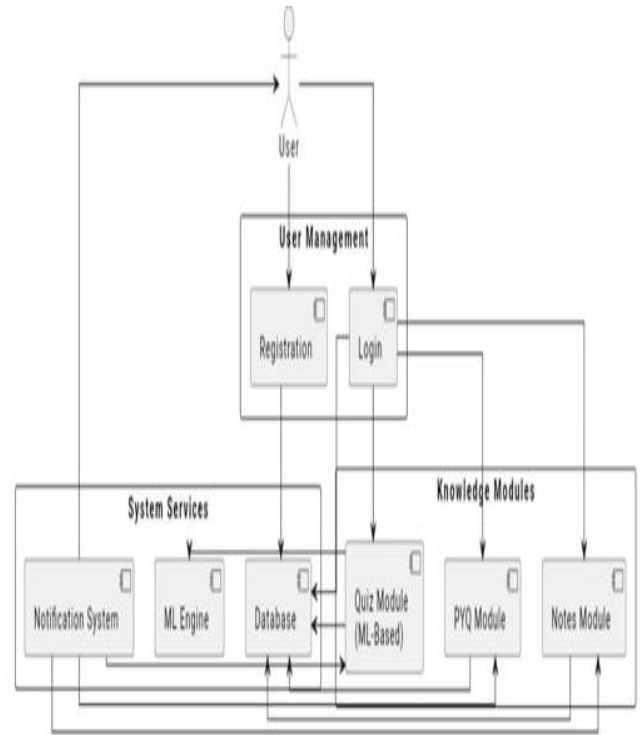 User
User Management
Registration
Login
System Services
Knowledge Modules
Notification System
ML Engine
Database
Quiz Module
(ML-Based)
PYQ Module
Notes Module